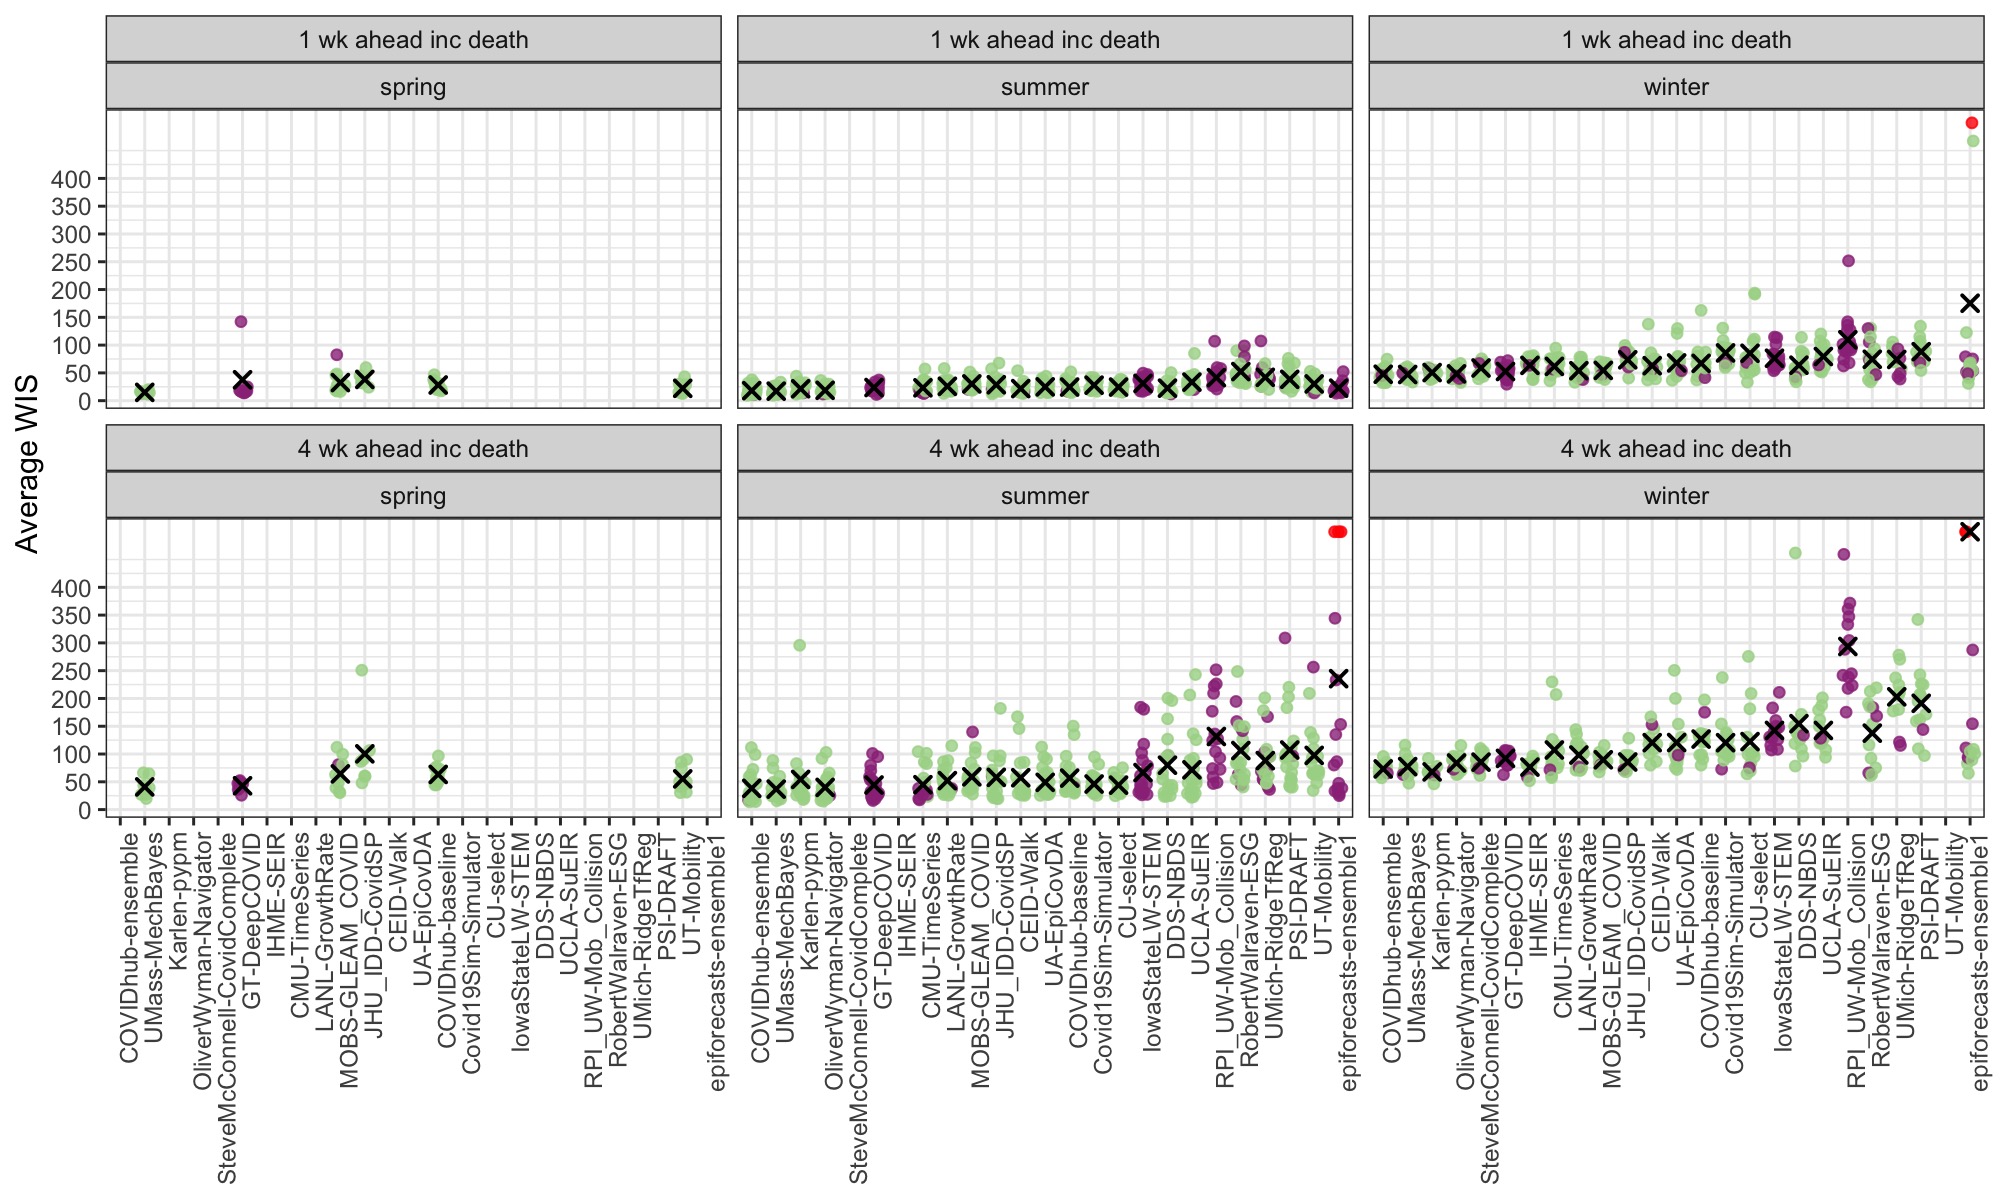 1 wk ahead inc death
1 wk ahead inc death
1 wk ahead inc death
spring
summer
winter
400
350
300
250
200
150
100
50
0
Average WIS
4 wk ahead inc death
4 wk ahead inc death
4 wk ahead inc death
spring
summer
winter
400
350
300
250
200
150
100
50
0
COVIDhub-ensemble
UMass-MechBayes
Karlen-pypm
OliverWyman-Navigator
SteveMcConnell-CovidComplete
GT-DeepCOVID
IHME-SEIR
CMU-TimeSeries
LANL-GrowthRate
MOBS-GLEAM_COVID
JHU_IDD-CovidSP
CEID-Walk
UA-EpiCovDA
COVIDhub-baseline
Covid19Sim-Simulator
CU-select
IowaStateLW-STEM
DDS-NBDS
UCLA-SuEIR
RPI_UW-Mob_Collision
RobertWalraven-ESG
UMich-RidgeTfReg
PSI-DRAFT
UT-Mobility
epiforecasts-ensemble1
COVIDhub-ensemble
UMass-MechBayes
Karlen-pypm
OliverWyman-Navigator
SteveMcConnell-CovidComplete
GT-DeepCOVID
IHME-SEIR
CMU-TimeSeries
LANL-GrowthRate
MOBS-GLEAM_COVID
JHU_IDD-CovidSP
CEID-Walk
UA-EpiCovDA
COVIDhub-baseline
Covid19Sim-Simulator
CU-select
IowaStateLW-STEM
DDS-NBDS
UCLA-SuEIR
RPI_UW-Mob_Collision
RobertWalraven-ESG
UMich-RidgeTfReg
PSI-DRAFT
UT-Mobility
epiforecasts-ensemble1
COVIDhub-ensemble
UMass-MechBayes
Karlen-pypm
OliverWyman-Navigator
SteveMcConnell-CovidComplete
GT-DeepCOVID
IHME-SEIR
CMU-TimeSeries
LANL-GrowthRate
MOBS-GLEAM_COVID
JHU_IDD-CovidSP
CEID-Walk
UA-EpiCovDA
COVIDhub-baseline
Covid19Sim-Simulator
CU-select
IowaStateLW-STEM
DDS-NBDS
UCLA-SuEIR
RPI_UW-Mob_Collision
RobertWalraven-ESG
UMich-RidgeTfReg
PSI-DRAFT
UT-Mobility
epiforecasts-ensemble1